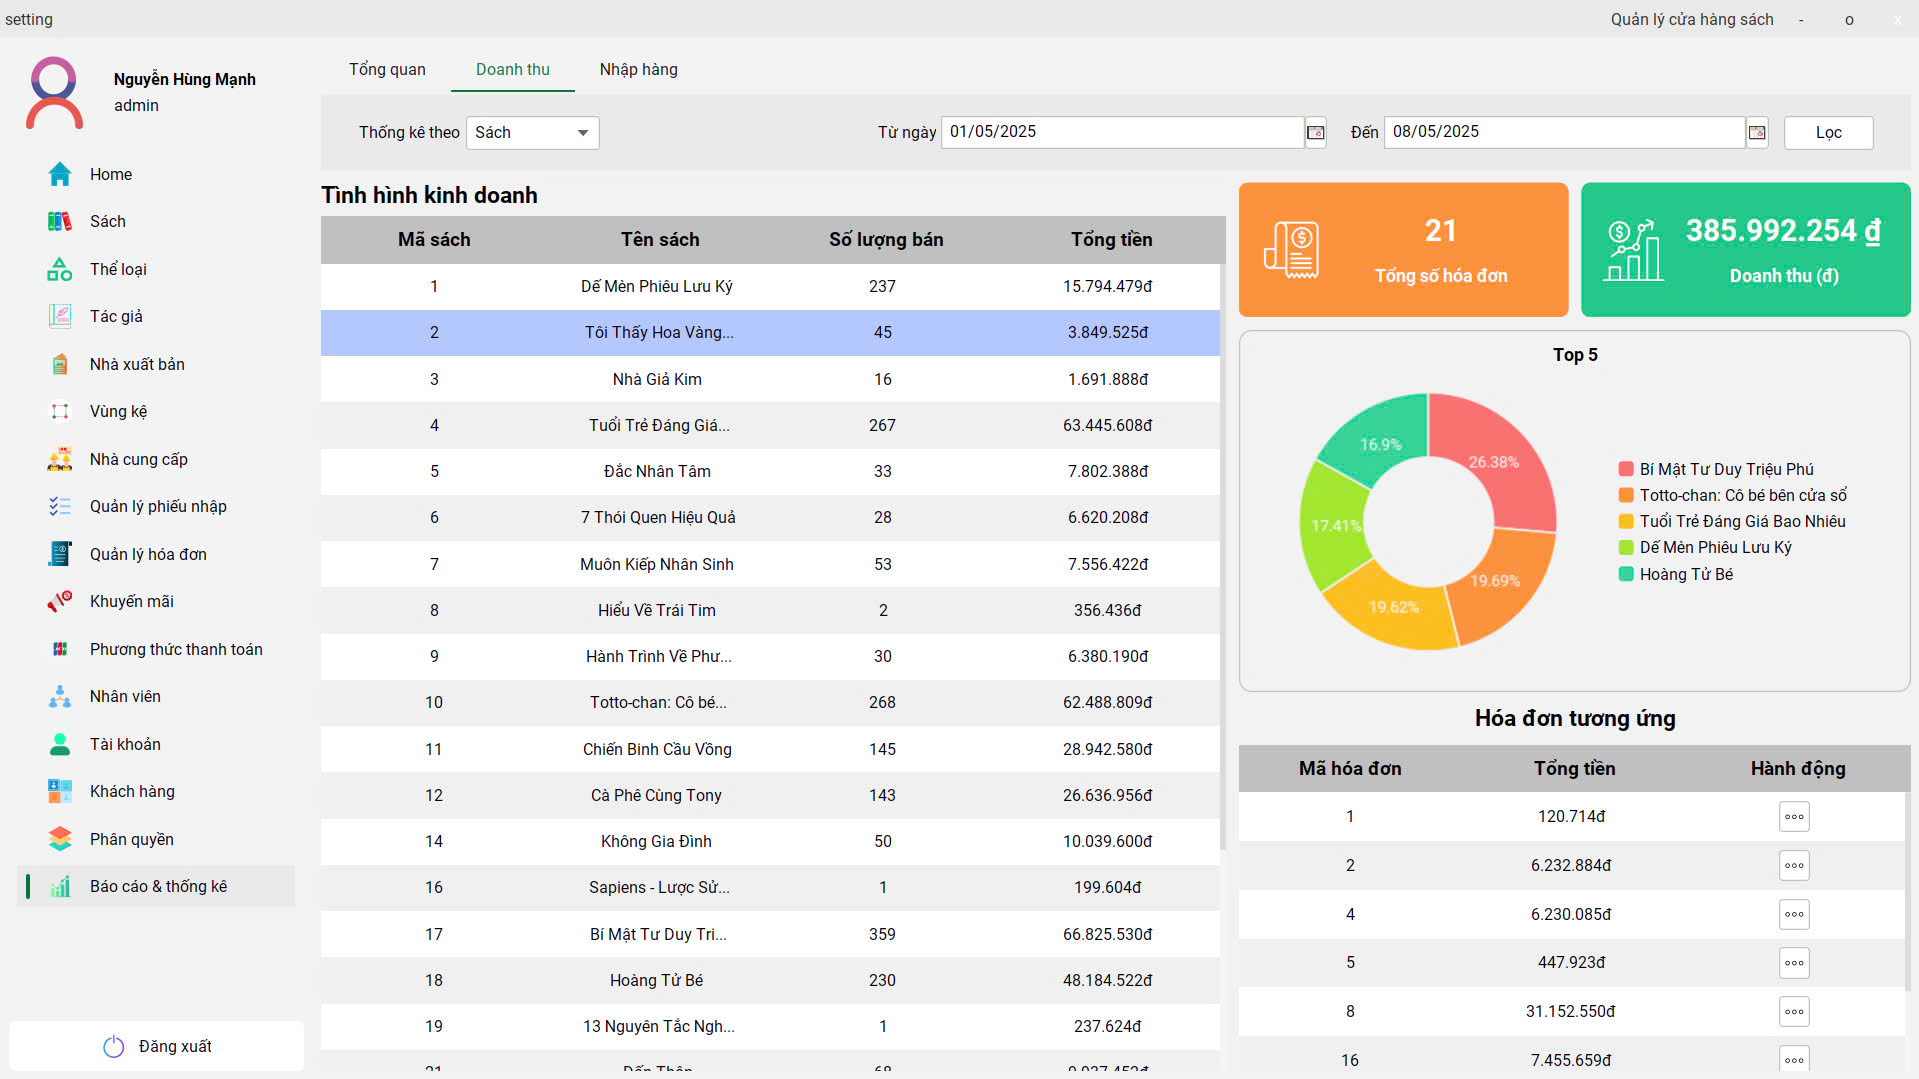 setting
Quản lý cửa hàng sách - o x
Nguyễn Hùng Mạnh
admin
Home
Sách
Thể loại
Tác giả
Nhà xuất bản
Vùng kệ
Nhà cung cấp
Quản lý phiếu nhập
Quản lý hóa đơn
Khuyến mãi
Phương thức thanh toán
Nhân viên
Tài khoản
Khách hàng
Phân quyền
Báo cáo & thống kê
Đăng xuất
Tổng quan Doanh thu Nhập hàng
Thống kê theo Sách Từ ngày 01/05/2025 Đến 08/05/2025 Lọc
Tình hình kinh doanh
Mã sách Tên sách Số lượng bán Tổng tiền
1 Dế Mèn Phiêu Lưu Ký 237 15.794.479đ
2 Tôi Thấy Hoa Vàng... 45 3.849.525đ
3 Nhà Giả Kim 16 1.691.888đ
4 Tuổi Trẻ Đáng Giá... 267 63.445.608đ
5 Đắc Nhân Tâm 33 7.802.388đ
6 7 Thói Quen Hiệu Quả 28 6.620.208đ
7 Muôn Kiếp Nhân Sinh 53 7.556.422đ
8 Hiểu Về Trái Tim 2 356.436đ
9 Hành Trình Về Phư... 30 6.380.190đ
10 Totto-chan: Cô bé... 268 62.488.809đ
11 Chiến Binh Cầu Vồng 145 28.942.580đ
12 Cà Phê Cùng Tony 143 26.636.956đ
14 Không Gia Đình 50 10.039.600đ
16 Sapiens - Lược Sử... 1 199.604đ
17 Bí Mật Tư Duy Tri... 359 66.825.530đ
18 Hoàng Tử Bé 230 48.184.522đ
19 13 Nguyên Tắc Ngh... 1 237.624đ
21
Tổng số hóa đơn
385.992.254 ₫
Doanh thu (đ)
Top 5
26.38%
19.69%
19.62%
17.41%
16.9%
Bí Mật Tư Duy Triệu Phú
Totto-chan: Cô bé bên cửa sổ
Tuổi Trẻ Đáng Giá Bao Nhiêu
Dế Mèn Phiêu Lưu Ký
Hoàng Tử Bé
Hóa đơn tương ứng
Mã hóa đơn Tổng tiền Hành động
1 120.714đ
2 6.232.884đ
4 6.230.085đ
5 447.923đ
8 31.152.550đ
16 7.455.659đ